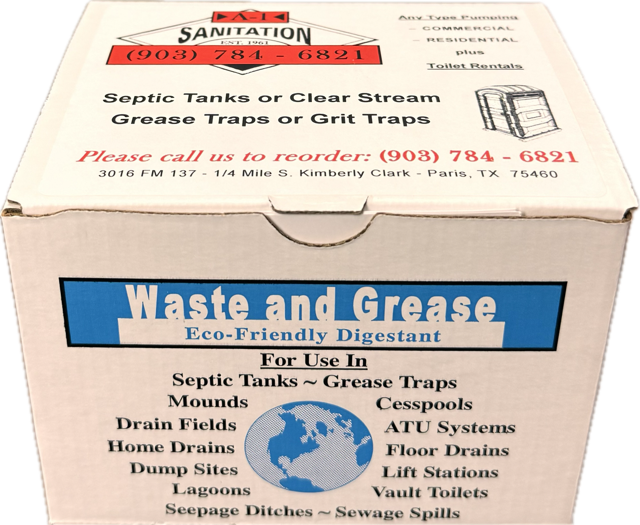 A-1
SANITATION
EST. 1961
(903) 784 - 6821
Any Type Pumping
- COMMERCIAL
- RESIDENTIAL
plus
Toilet Rentals
Septic Tanks or Clear Stream
Grease Traps or Grit Traps
Please call us to reorder: (903) 784 - 6821
3016 FM 137 - 1/4 Mile S. Kimberly Clark - Paris, TX 75460
Waste and Grease
Eco-Friendly Digestant
For Use In
Septic Tanks ~ Grease Traps
Mounds Cesspools
Drain Fields ATU Systems
Home Drains Floor Drains
Dump Sites Lift Stations
Lagoons Vault Toilets
Seepage Ditches ~ Sewage Spills